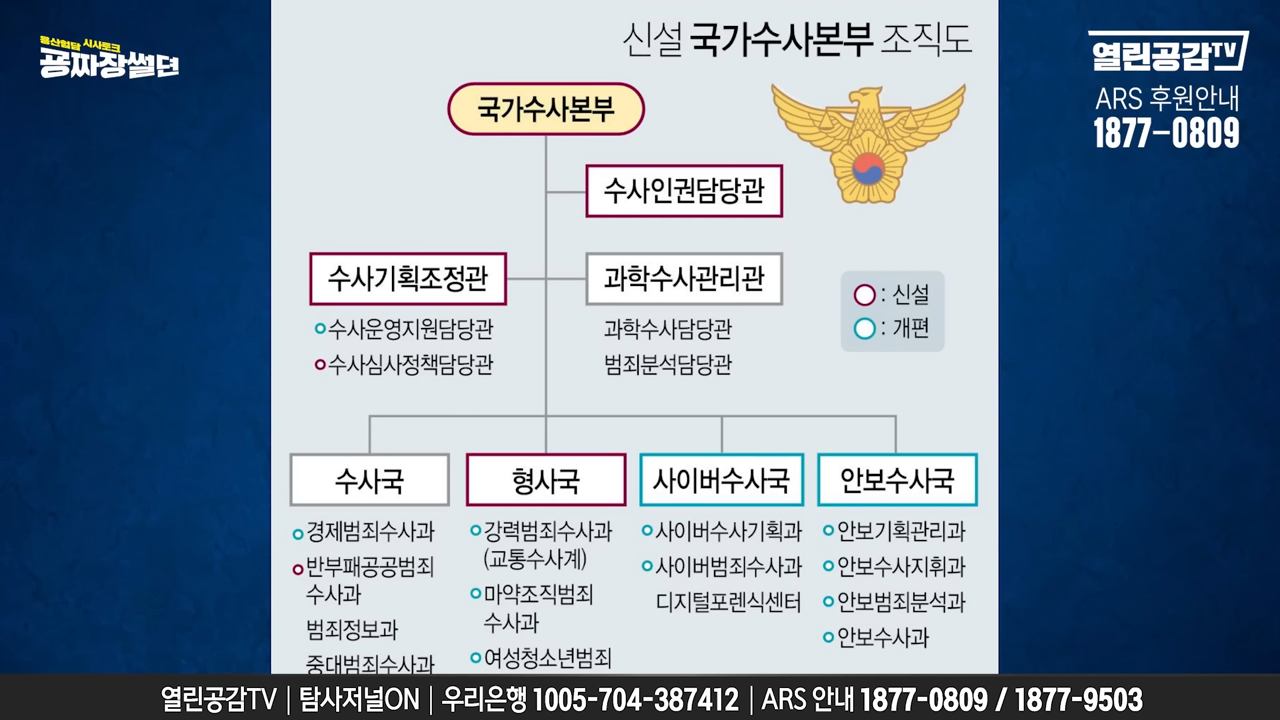 용산협담 시사토크
퐁짜장썰뎐
신설 국가수사본부 조직도
열린공감TV
ARS 후원안내
1877-0809
국가수사본부
수사인권담당관
수사기획조정관
과학수사관리관
수사운영지원담당관
수사심사정책담당관
과학수사담당관
범죄분석담당관
: 신설
: 개편
수사국
형사국
사이버수사국
안보수사국
경제범죄수사과
반부패공공범죄
수사과
범죄정보과
중대범죄수사과
강력범죄수사과
(교통수사계)
마약조직범죄
수사과
여성청소년범죄
사이버수사기획과
사이버범죄수사과
디지털포렌식센터
안보기획관리과
안보수사지휘과
안보범죄분석과
안보수사과
열린공감TV | 탐사저널ON | 우리은행 1005-704-387412 | ARS 안내 1877-0809 / 1877-9503